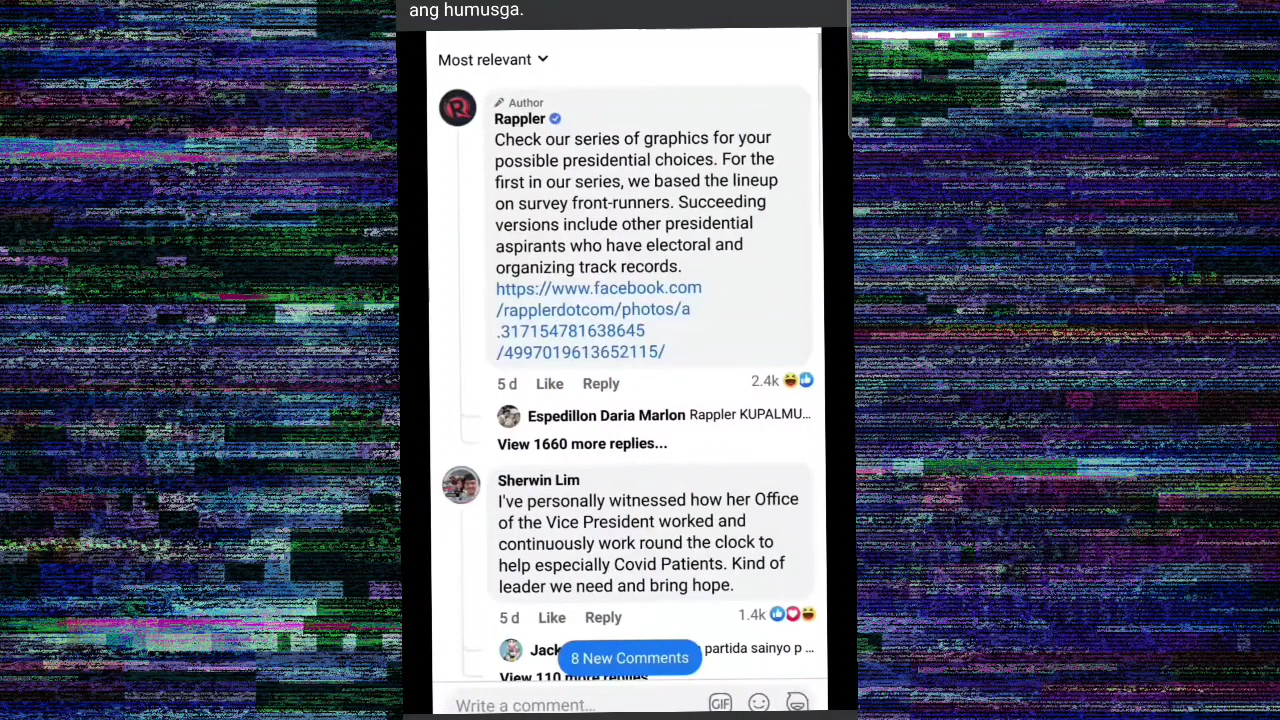 ang humusga.
Most relevant
Author
Rappler
Check our series of graphics for your
possible presidential choices. For the
first in our series, we based the lineup
on survey front-runners. Succeeding
versions include other presidential
aspirants who have electoral and
organizing track records.
https://www.facebook.com
/rapplerdotcom/photos/a
.317154781638645
/4997019613652115/
5 d Like Reply 2.4k
Espedillon Daria Marlon Rappler KUPALMU...
View 1660 more replies...
Sherwin Lim
I've personally witnessed how her Office
of the Vice President worked and
continuously work round the clock to
help especially Covid Patients. Kind of
leader we need and bring hope.
5 d Like Reply 1.4k
Jack partida sainyo p ...
8 New Comments
View 110 more replies
Write a comment... GIF